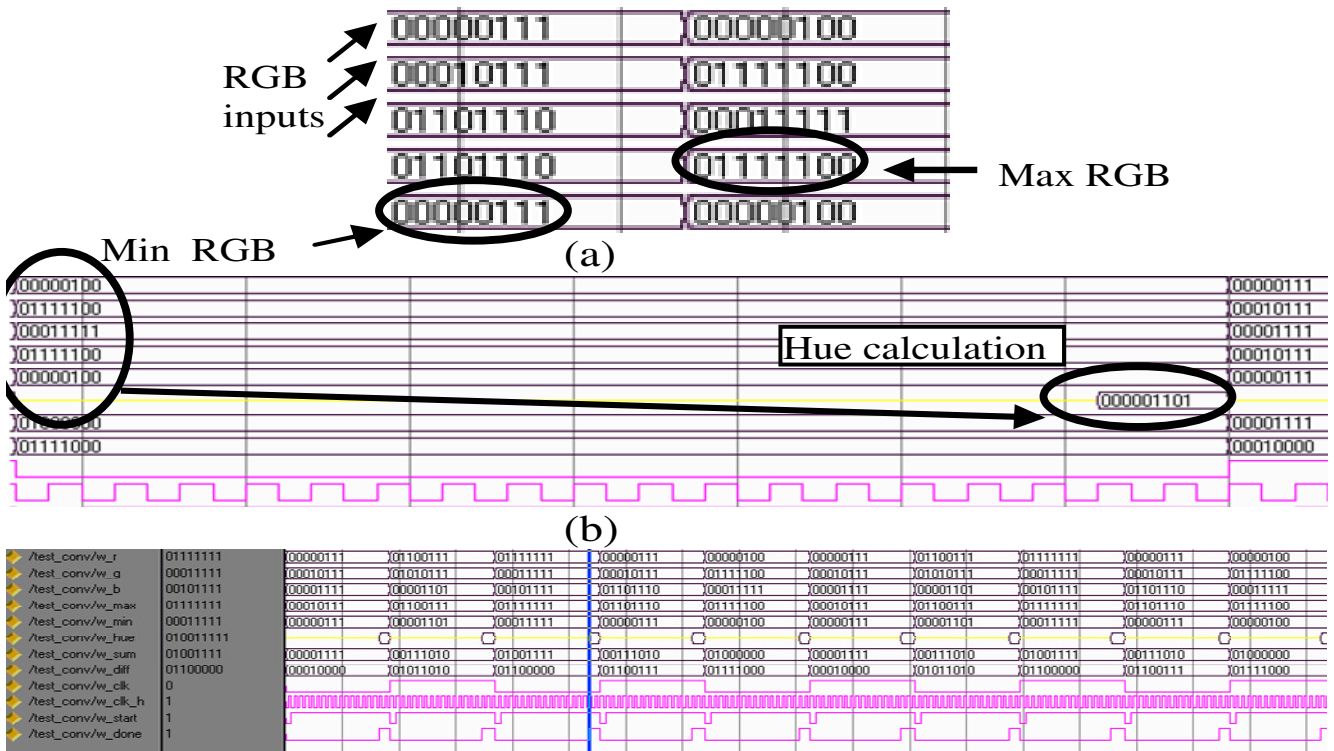 00000111 00000100
RGB 00010111 01111100
inputs 01101110 00011111
01101110 01111100 Max RGB
00000111 00000100
Min RGB
(a)
00000100 00000111
01111100 00010111
00011111 00001111
01111100 00010111
Hue calculation
00000100 00000111
000001101
01000000 00001111
01111000 00010000
(b)
/test_conv/w_r 01111111 00000111 01100111 01111111 00000111 00000100 00000111 01100111 01111111 00000111 00000100
/test_conv/w_g 00011111 00010111 01010111 00011111 00010111 01111100 00010111 01010111 00011111 00010111 01111100
/test_conv/w_b 00101111 00001111 00001101 00101111 01101110 00011111 00001111 00001101 00101111 01101110 00011111
/test_conv/w_max 01111111 00010111 01100111 01111111 01101110 01111100 00010111 01100111 01111111 01101110 01111100
/test_conv/w_min 00011111 00000111 00001101 00011111 00000111 00000100 00000111 00001101 00011111 00000111 00000100
/test_conv/w_hue 010011111
/test_conv/w_sum 01001111 00001111 00111010 01001111 00111010 01000000 00001111 00111010 01001111 00111010 01000000
/test_conv/w_diff 01100000 00010000 01011010 01100000 01100111 01111000 00010000 01011010 01100000 01100111 01111000
/test_conv/w_clk 0
/test_conv/w_clk_h 1
/test_conv/w_start 1
/test_conv/w_done 1